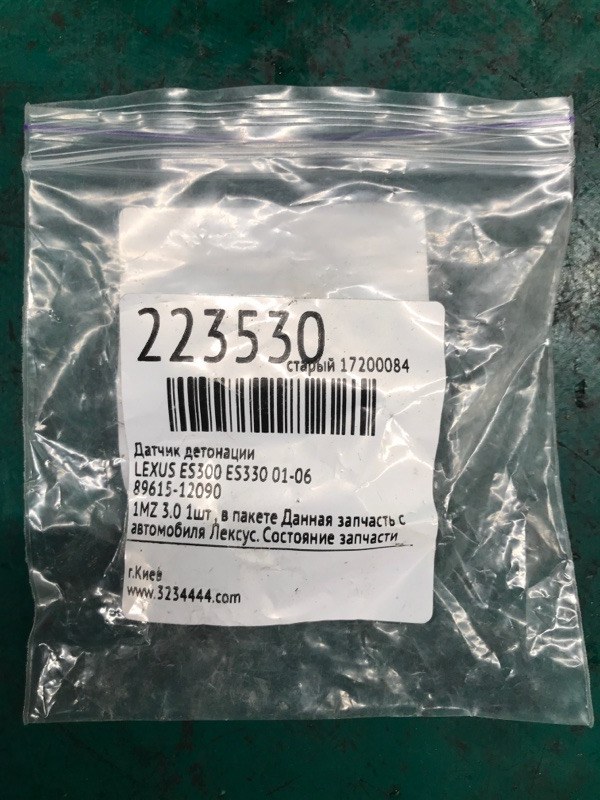 223530
старый 17200084
Датчик детонации
LEXUS ES300 ES330 01-06
89615-12090
1MZ 3.0 1шт , в пакете Данная запчасть с
автомобиля Лексус. Состояние запчасти
г.Киев
www.3234444.com